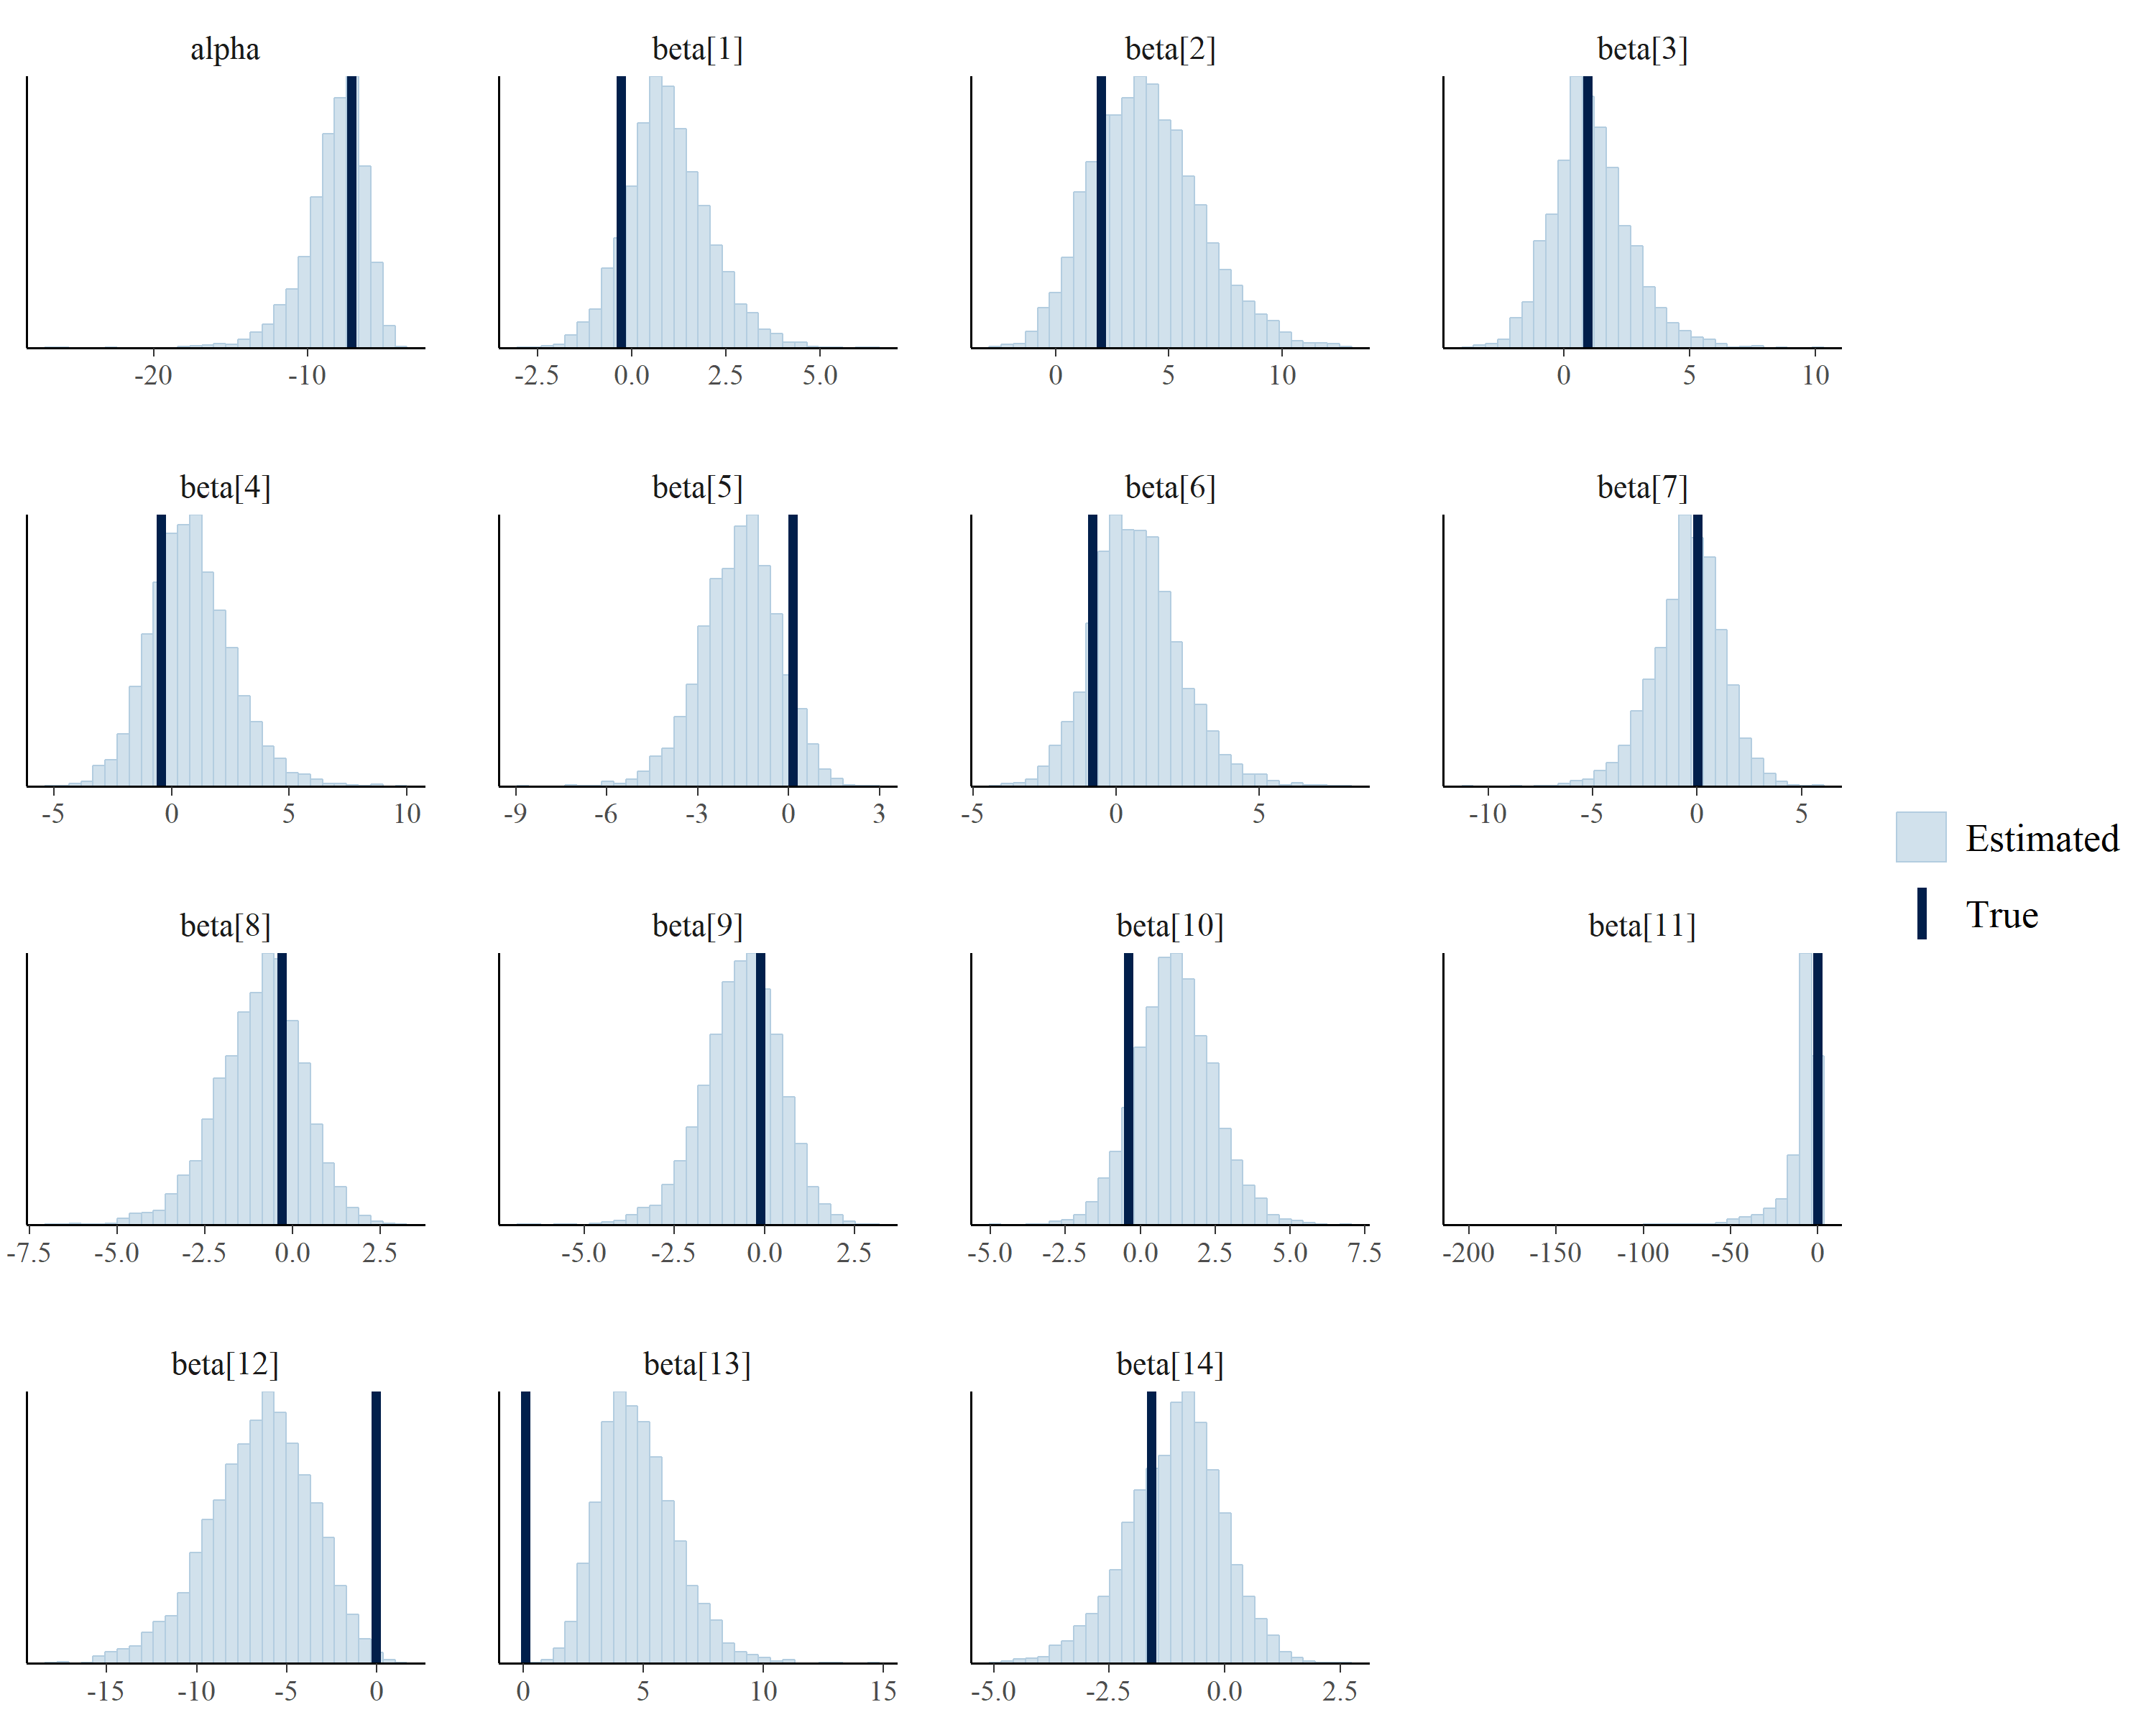 alpha
beta[1]
beta[2]
beta[3]
-20 -10
-2.5 0.0 2.5 5.0
0 5 10
0 5 10
beta[4]
beta[5]
beta[6]
beta[7]
-5 0 5 10
-9 -6 -3 0 3
-5 0 5
-10 -5 0 5
Estimated
True
beta[8]
beta[9]
beta[10]
beta[11]
-7.5 -5.0 -2.5 0.0 2.5
-5.0 -2.5 0.0 2.5
-5.0 -2.5 0.0 2.5 5.0 7.5
-200 -150 -100 -50 0
beta[12]
beta[13]
beta[14]
-15 -10 -5 0
0 5 10 15
-5.0 -2.5 0.0 2.5